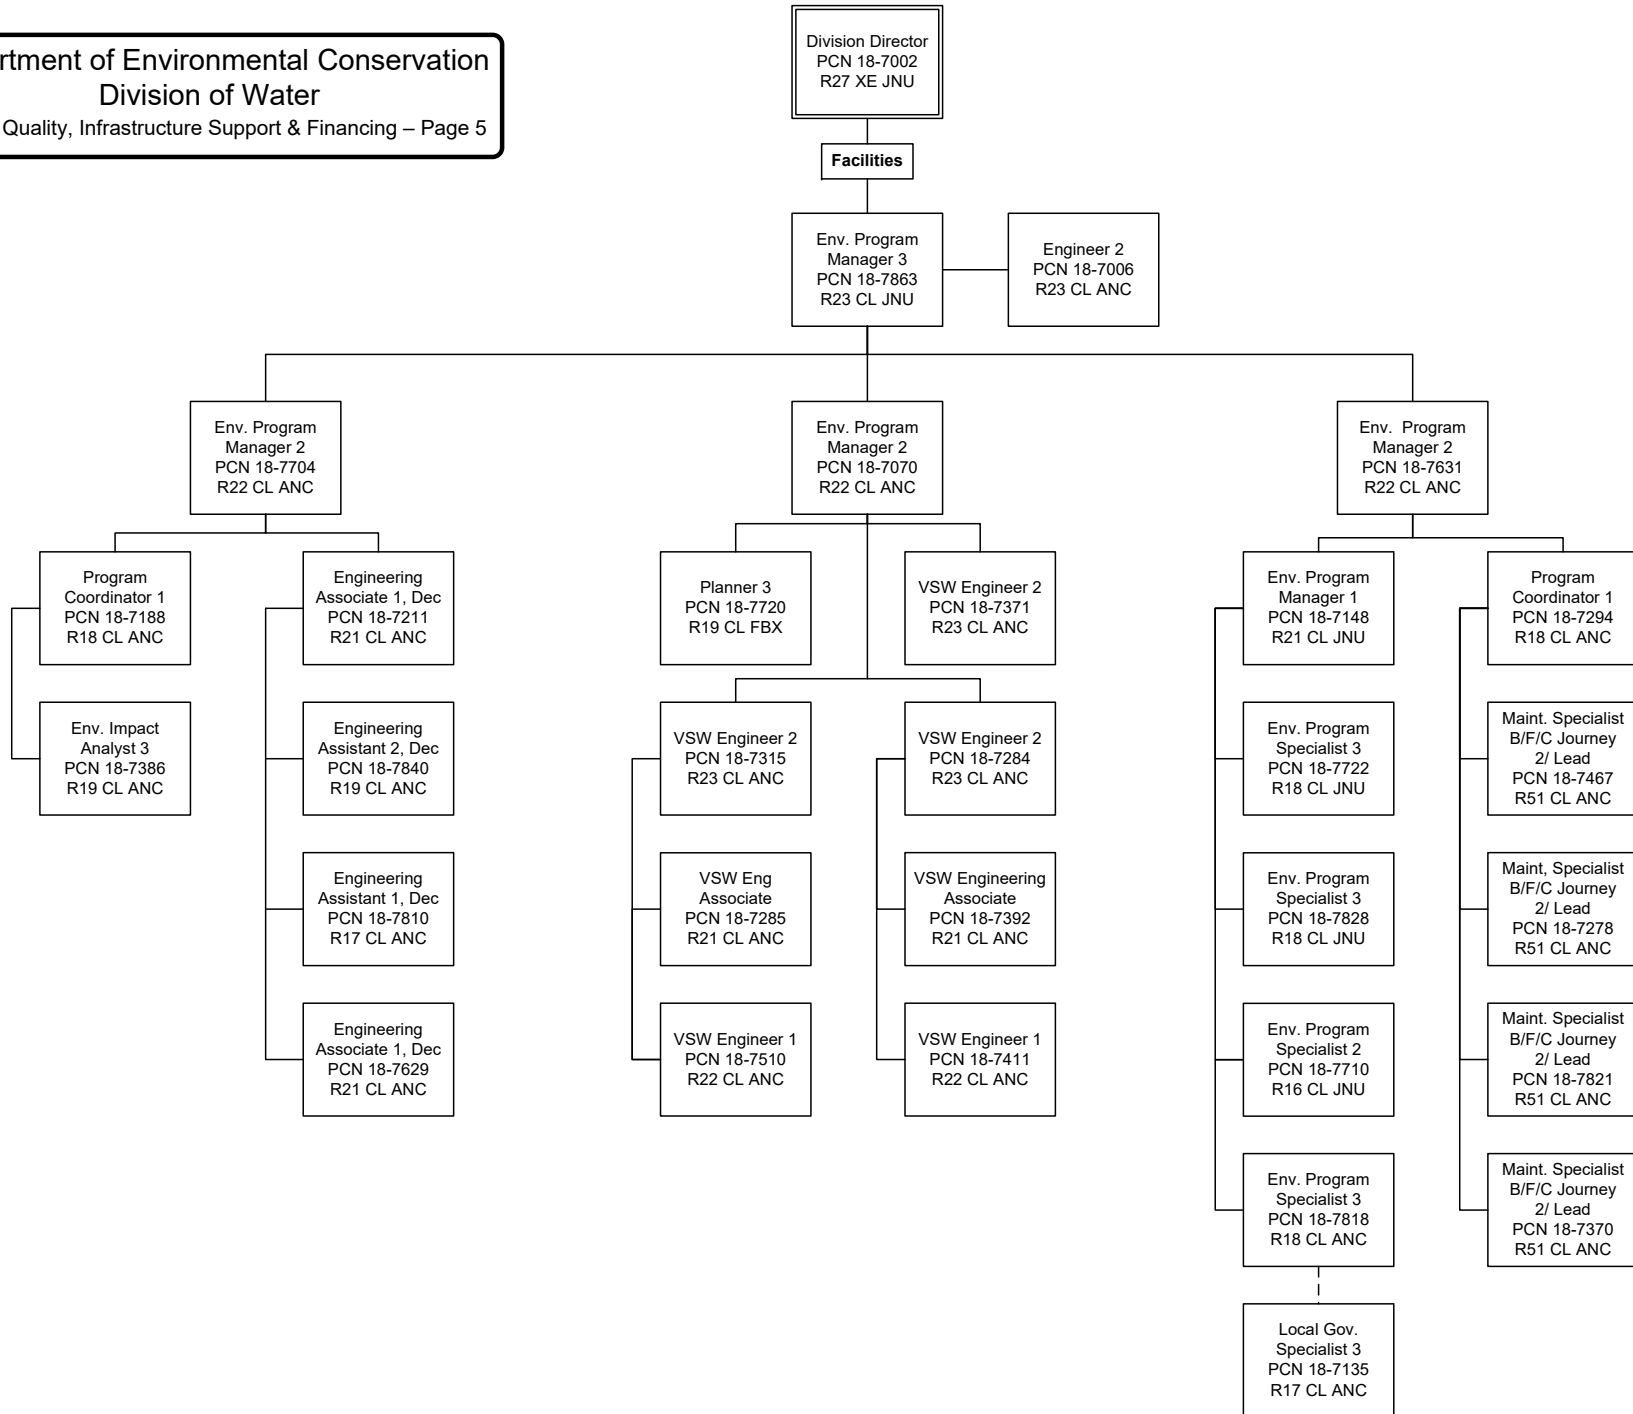 Division of Water
Quality, Infrastructure Support & Financing – Page 5
of Environmental Conservation
Division Director
PCN 18-7002
R27 XE JNU
Facilities
Env. Program
Manager 3
PCN 18-7863
R23 CL JNU
Engineer 2
PCN 18-7006
R23 CL ANC
Env. Program
Manager 2
PCN 18-7704
R22 CL ANC
Env. Program
Manager 2
PCN 18-7070
R22 CL ANC
Env. Program
Manager 2
PCN 18-7631
R22 CL ANC
Program
Coordinator 1
PCN 18-7188
R18 CL ANC
Env. Impact
Analyst 3
PCN 18-7386
R19 CL ANC
Engineering
Associate 1, Dec
PCN 18-7211
R21 CL ANC
Engineering
Assistant 2, Dec
PCN 18-7840
R19 CL ANC
Engineering
Assistant 1, Dec
PCN 18-7810
R17 CL ANC
Engineering
Associate 1, Dec
PCN 18-7629
R21 CL ANC
Planner 3
PCN 18-7720
R19 CL FBX
VSW Engineer 2
PCN 18-7371
R23 CL ANC
VSW Engineer 2
PCN 18-7315
R23 CL ANC
VSW Eng
Associate
PCN 18-7285
R21 CL ANC
VSW Engineer 1
PCN 18-7510
R22 CL ANC
VSW Engineer 2
PCN 18-7284
R23 CL ANC
VSW Engineering
Associate
PCN 18-7392
R21 CL ANC
VSW Engineer 1
PCN 18-7411
R22 CL ANC
Env. Program
Manager 1
PCN 18-7148
R21 CL JNU
Env. Program
Specialist 3
PCN 18-7722
R18 CL JNU
Env. Program
Specialist 3
PCN 18-7828
R18 CL JNU
Env. Program
Specialist 2
PCN 18-7710
R16 CL JNU
Env. Program
Specialist 3
PCN 18-7818
R18 CL ANC
Local Gov.
Specialist 3
PCN 18-7135
R17 CL ANC
Program
Coordinator 1
PCN 18-7294
R18 CL ANC
Maint. Specialist
B/F/C Journey
2/ Lead
PCN 18-7467
R51 CL ANC
Maint, Specialist
B/F/C Journey
2/ Lead
PCN 18-7278
R51 CL ANC
Maint. Specialist
B/F/C Journey
2/ Lead
PCN 18-7821
R51 CL ANC
Maint. Specialist
B/F/C Journey
2/ Lead
PCN 18-7370
R51 CL ANC